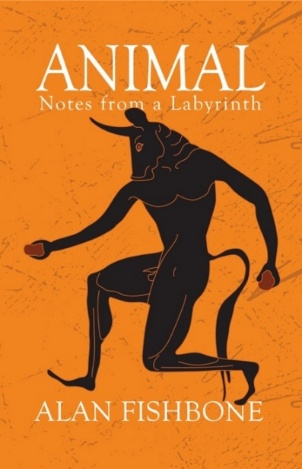 ANIMAL
Notes from a Labyrinth
ALAN FISHBONE